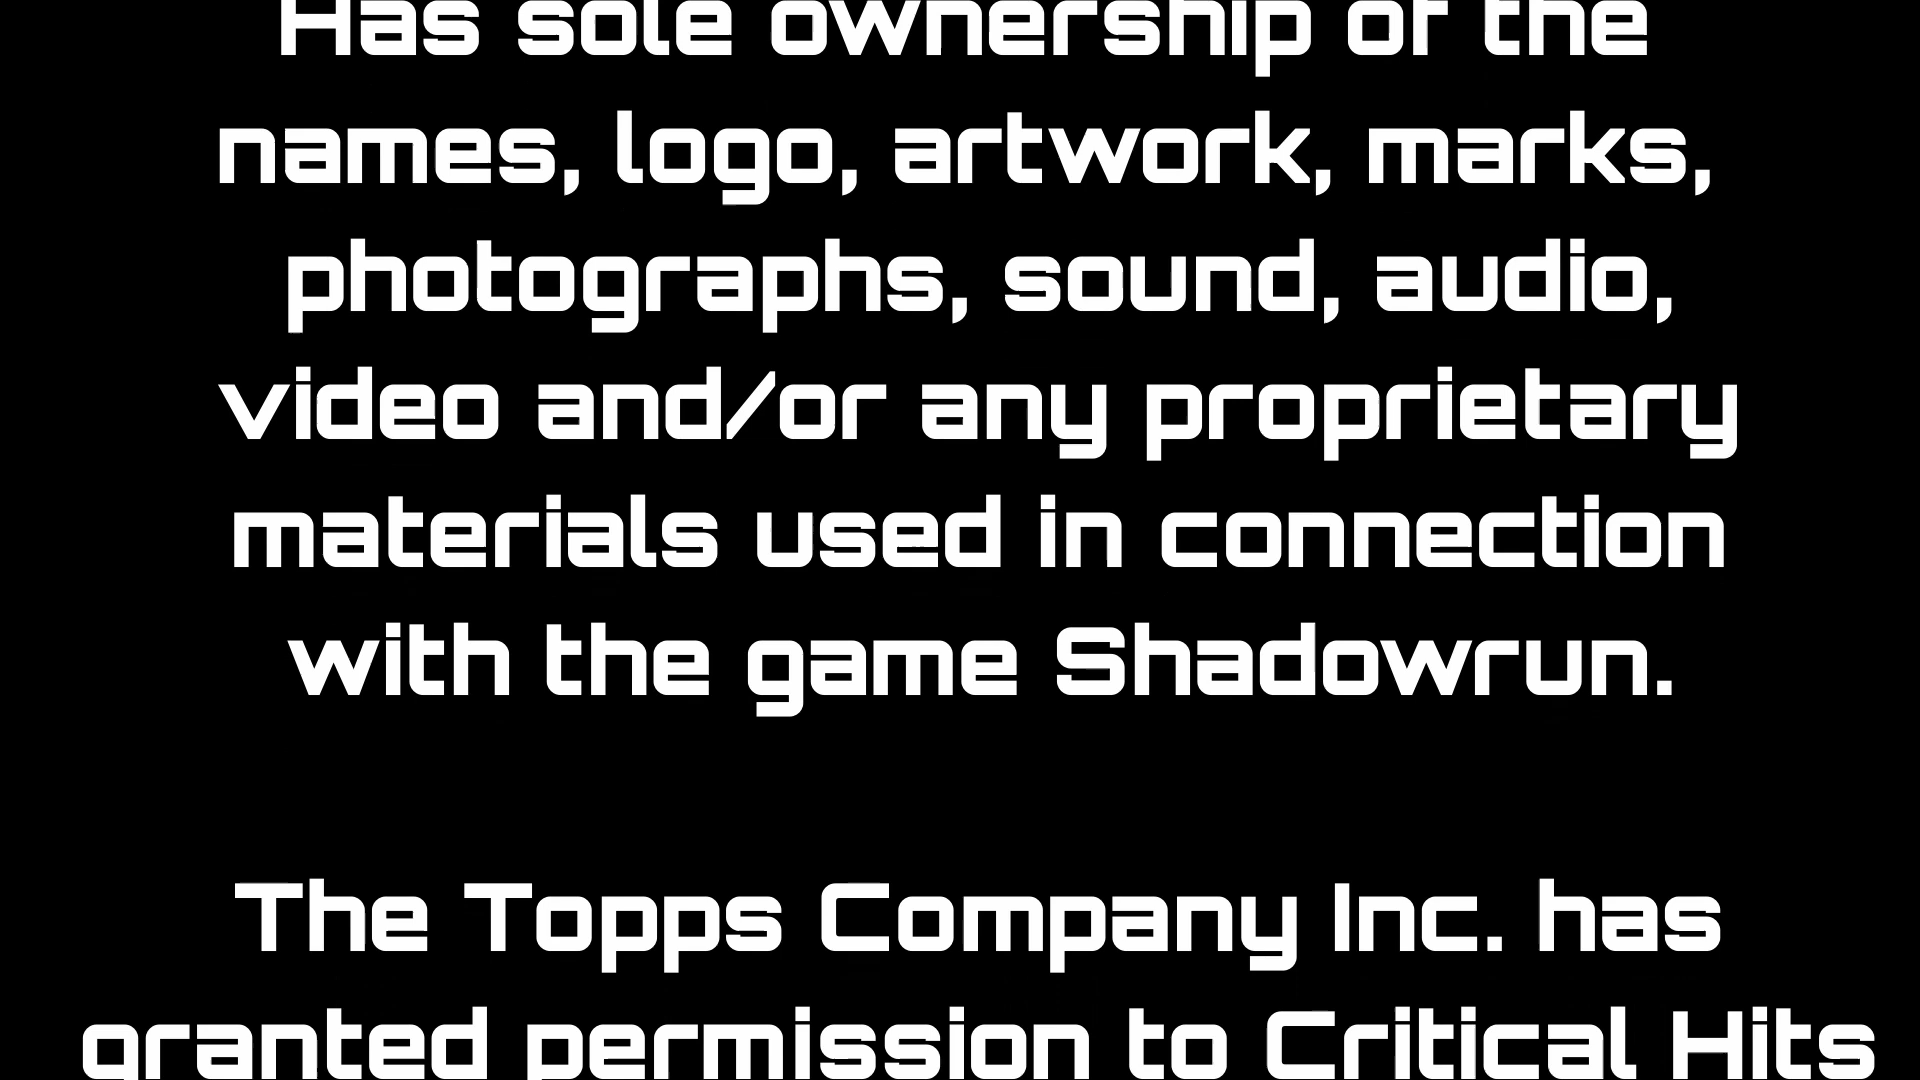 Has sole ownership of the
names, logo, artwork, marks,
photographs, sound, audio,
video and/or any proprietary
materials used in connection
with the game Shadowrun.
The Topps Company Inc. has
granted permission to Critical Hits